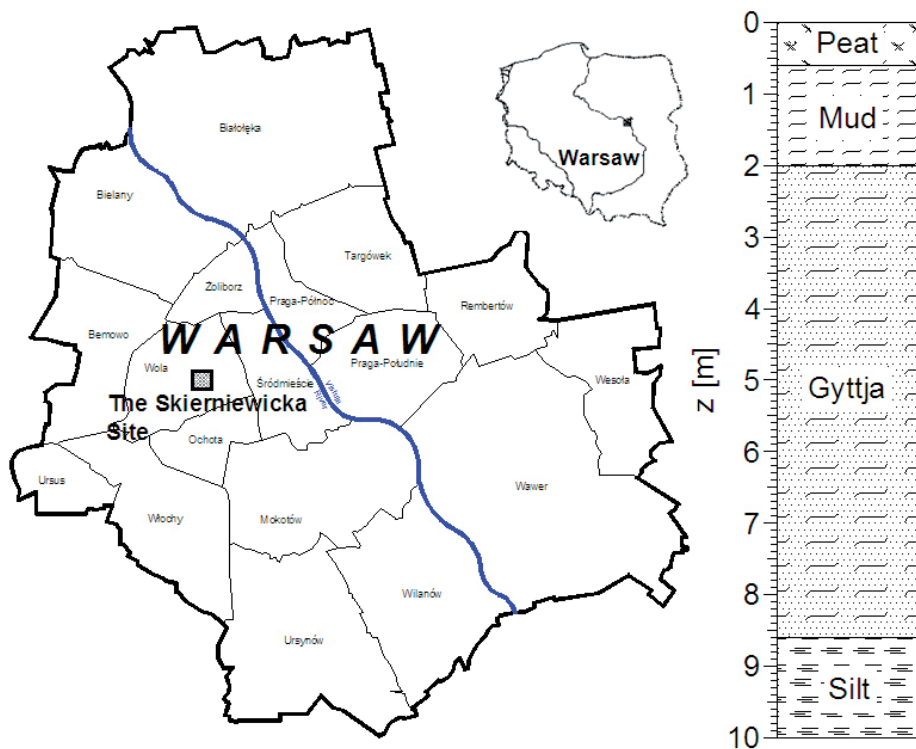 Białołęka
Bielany
Targówek
Żoliborz
Praga-Północ
Rembertów
Bemowo
WARSAW
Praga-Południe
Wola
Śródmieście
Wesoła
The Skierniewicka
Site
Ochota
Ursus
Włochy
Mokotów
Wawer
Wilanów
Ursynów
Warsaw
z [m]
0
1
2
3
4
5
6
7
8
9
10
Peat
Mud
Gyttja
Silt